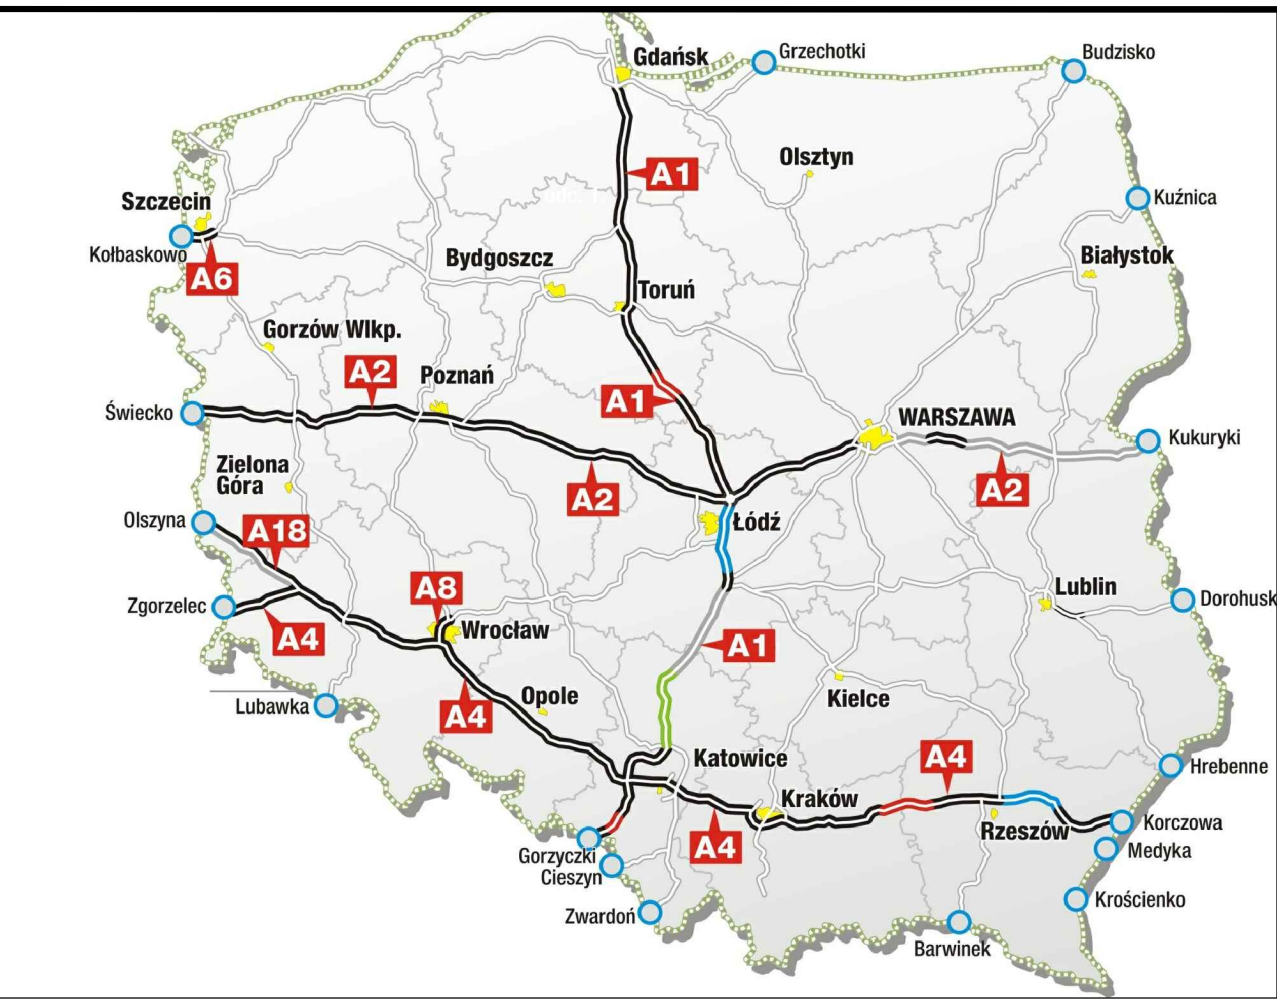 Gdańsk
Grzechotki
Budzisko
A1
Olsztyn
Szczecin
Kuźnica
Kołbaskowo
Bydgoszcz
Białystok
A6
Toruń
Gorzów Wlkp.
A2
Poznań
A1
Świecko
WARSZAWA
Kukuryki
Zielona
Góra
A2
A2
Olszyna
A18
Łódź
A8
Lublin
Zgorzelec
Dorohusk
A4
Wrocław
A1
Opole
Kielce
Lubawka
A4
Katowice
A4
Hrebenne
Kraków
Korczowa
Rzeszów
A4
Medyka
Gorzyczki
Cieszyn
Krościenko
Zwardoń
Barwinek